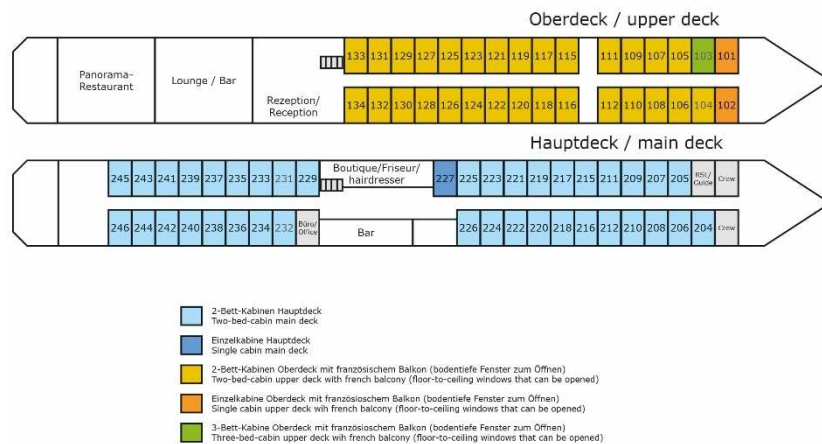 Oberdeck / upper deck
133 131 129 127 125 123 121 119 117 115 111 109 107 105 103 101
Panorama-
Restaurant
Lounge / Bar
Rezeption/
Reception
134 132 130 128 126 124 122 120 118 116 112 110 108 106 104 102
Hauptdeck / main deck
245 243 241 239 237 235 233 231 229
Boutique/Friseur/
hairdresser
227 225 223 221 219 217 215 211 209 207 205
RSL/
Guide
Crew
246 244 242 240 238 236 234 232
Büro/
Office
Bar
226 224 222 220 218 216 212 210 208 206 204
Crew
2-Bett-Kabinen Hauptdeck
Two-bed-cabin main deck
Einzelkabine Hauptdeck
Single cabin main deck
2-Bett-Kabinen Oberdeck mit französischem Balkon (bodentiefe Fenster zum Öffnen)
Two-bed-cabin upper deck with french balcony (floor-to-ceiling windows that can be opened)
Einzelkabine Oberdeck mit französischem Balkon (bodentiefe Fenster zum Öffnen)
Single cabin upper deck wih french balcony (floor-to-ceiling windows that can be opened)
3-Bett-Kabine Oberdeck mit französischem Balkon (bodentiefe Fenster zum Öffnen)
Three-bed-cabin upper deck wih french balcony (floor-to-ceiling windows that can be opened)